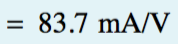 = 83.7 mA/V